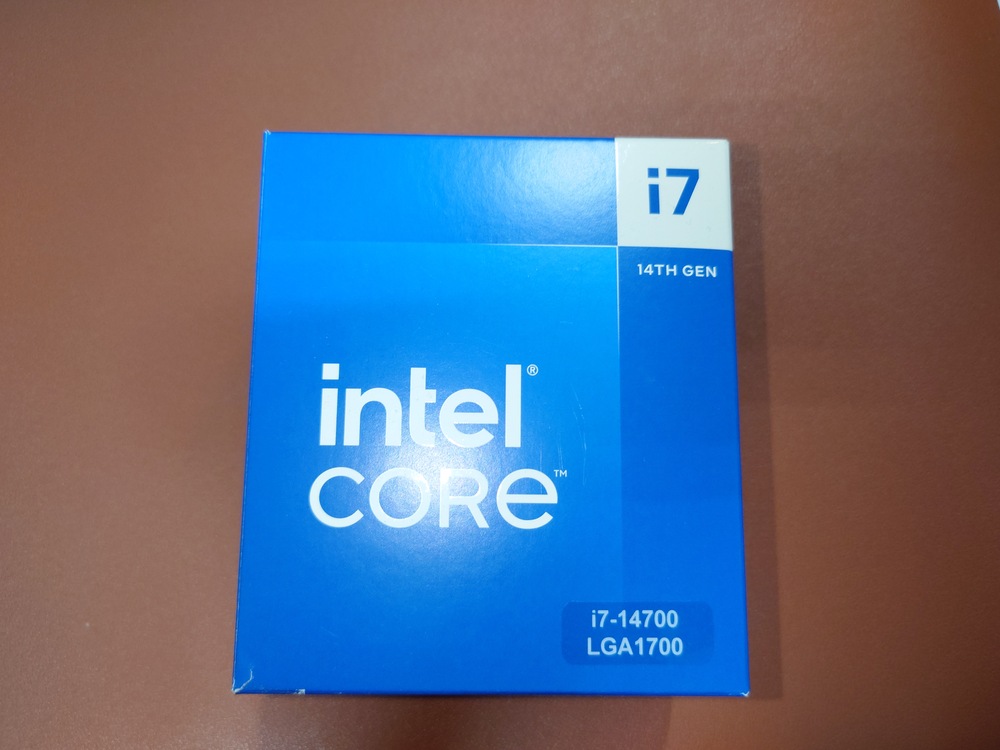 i7
14TH GEN
intel®
CORe™
i7-14700
LGA1700